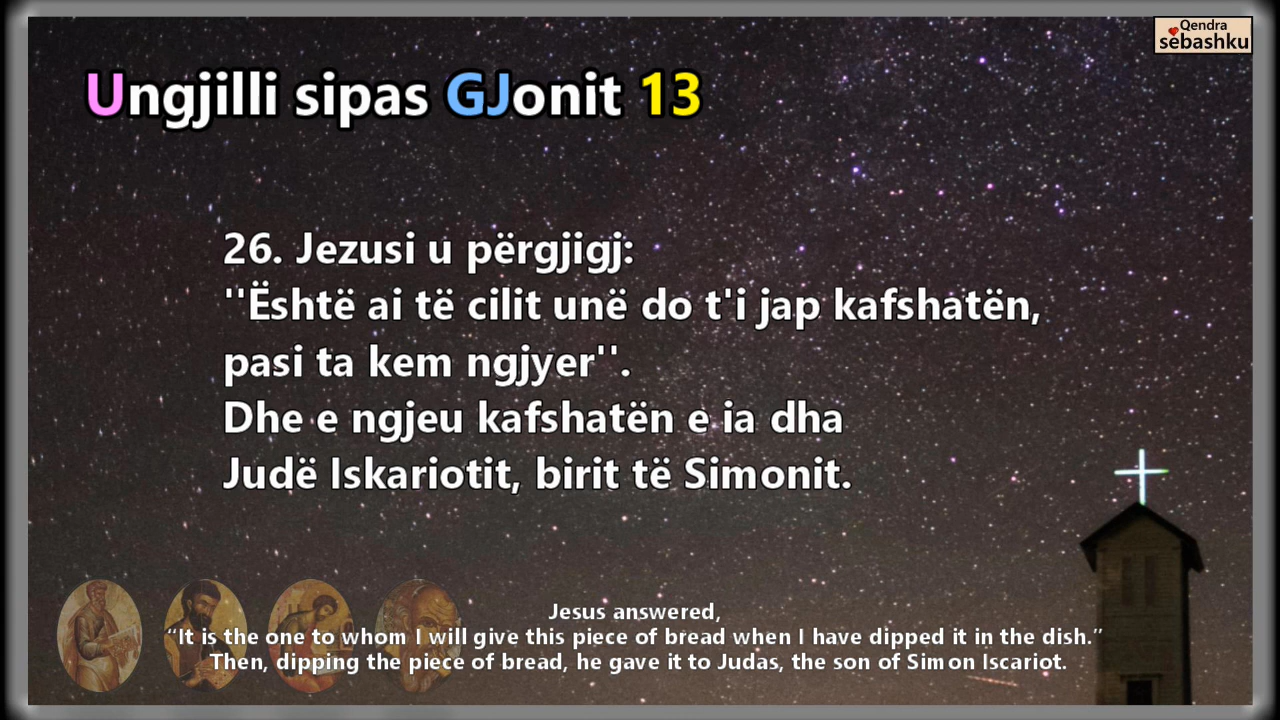 Qendra
sëbashku
Ungjilli sipas GJonit 13
26. Jezusi u përgjigj:
''Është ai të cilit unë do t'i jap kafshatën,
pasi ta kem ngjyer''.
Dhe e ngjeu kafshatën e ia dha
Judë Iskariotit, birit të Simonit.
Jesus answered,
“It is the one to whom I will give this piece of bread when I have dipped it in the dish.”
Then, dipping the piece of bread, he gave it to Judas, the son of Simon Iscariot.